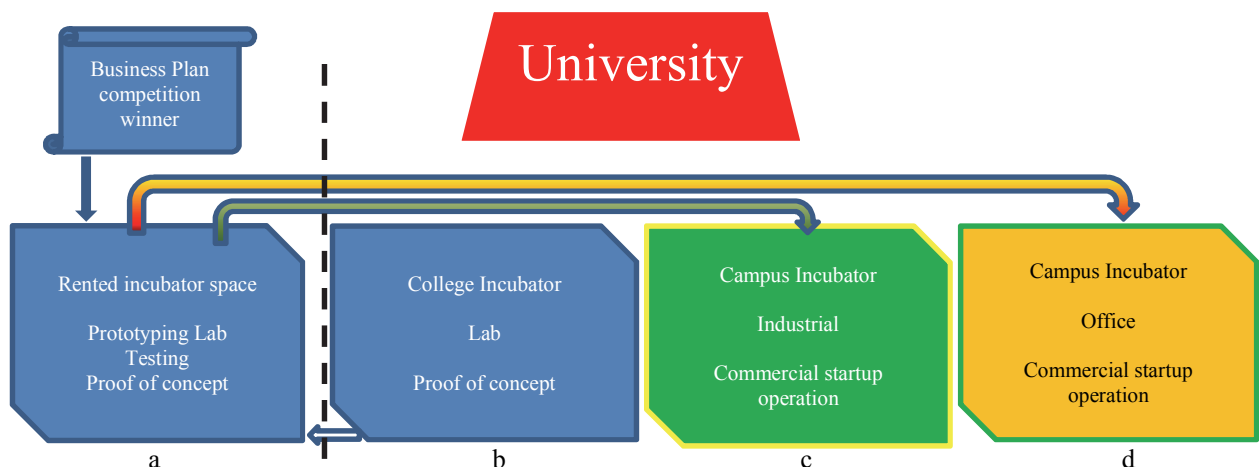 Business Plan
competition
winner
University
Rented incubator space
Prototyping Lab
Testing
Proof of concept
College Incubator
Lab
Proof of concept
Campus Incubator
Industrial
Commercial startup
operation
Campus Incubator
Office
Commercial startup
operation
a
b
c
d